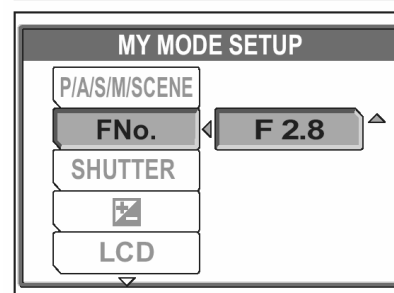 MY MODE SETUP
P/A/S/M/SCENE
FNo.
F 2.8
SHUTTER
LCD